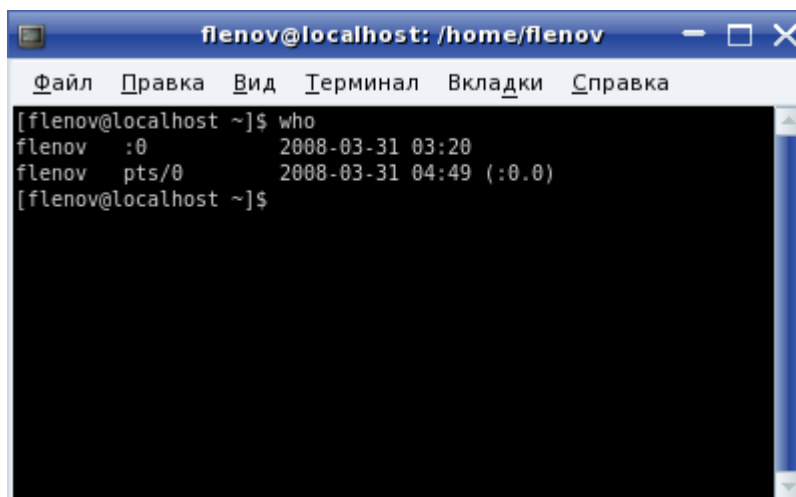 flenov@localhost: /home/flenov
Файл Правка Вид Терминал Вкладки Справка
[flenov@localhost ~]$ who
flenov :0 2008-03-31 03:20
flenov pts/0 2008-03-31 04:49 (:0.0)
[flenov@localhost ~]$